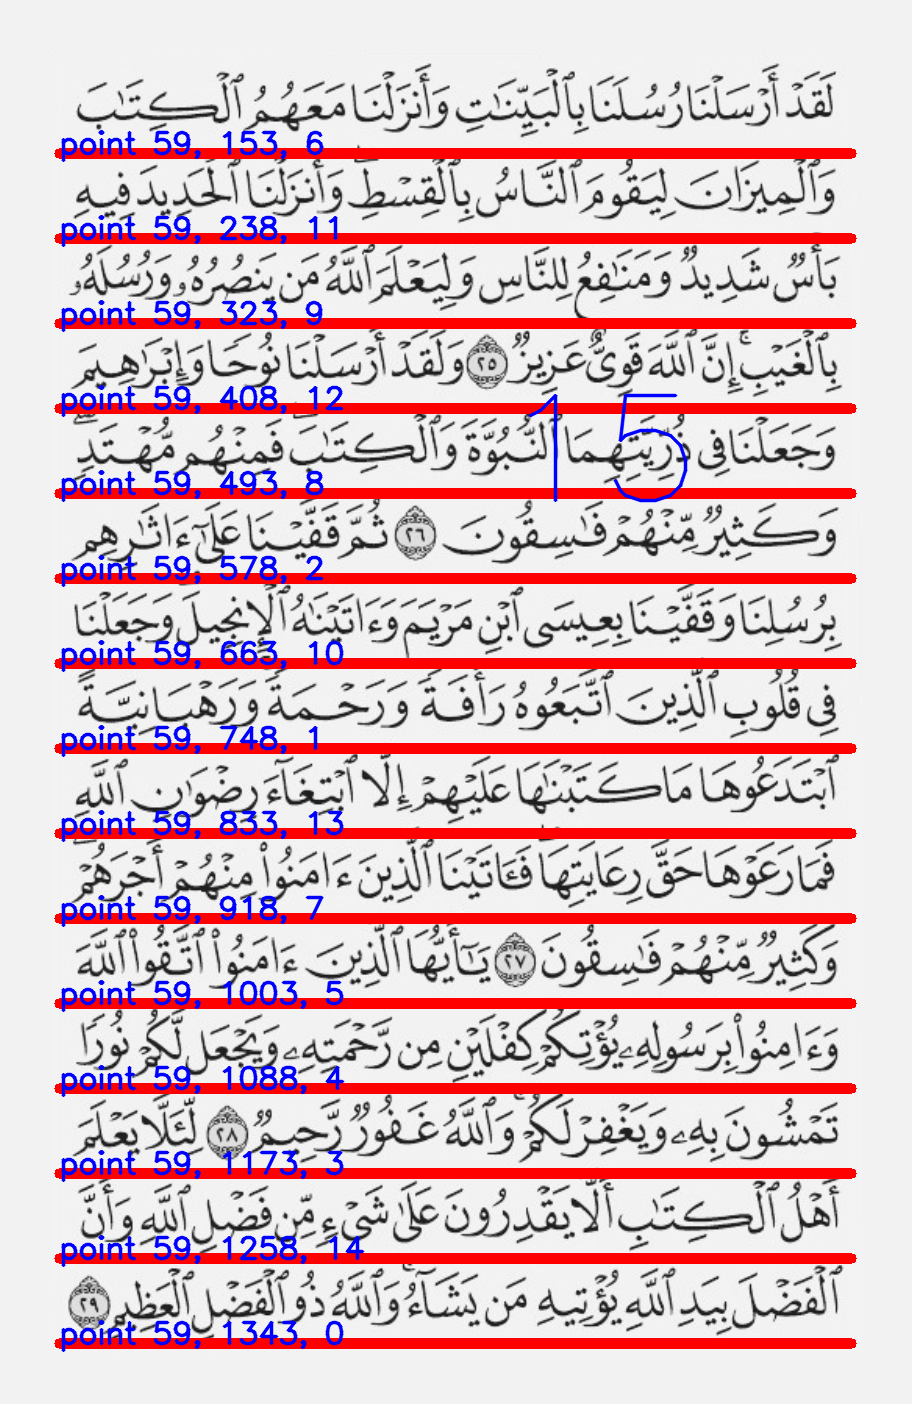 لَقَدْ أَرْسَلْنَا رُسُلَنَا بِٱلْبَيِّنَٰتِ وَأَنزَلْنَا مَعَهُمُ ٱلْكِتَٰبَ
point 59, 153, 6
وَٱلْمِيزَانَ لِيَقُومَ ٱلنَّاسُ بِٱلْقِسْطِ ۖ وَأَنزَلْنَا ٱلْحَدِيدَ فِيهِ
point 59, 238, 11
بَأْسٌ شَدِيدٌ وَمَنَٰفِعُ لِلنَّاسِ وَلِيَعْلَمَ ٱللَّهُ مَن يَنصُرُهُۥ وَرُسُلَهُۥ
point 59, 323, 9
بِٱلْغَيْبِ ۚ إِنَّ ٱللَّهَ قَوِىٌّ عَزِيزٌ ٢٥ وَلَقَدْ أَرْسَلْنَا نُوحًا وَإِبْرَٰهِيمَ
point 59, 408, 12
15
وَجَعَلْنَا فِى ذُرِّيَّتِهِمَا ٱلنُّبُوَّةَ وَٱلْكِتَٰبَ ۖ فَمِنْهُم مُّهْتَدٍ ۖ
point 59, 493, 8
وَكَثِيرٌ مِّنْهُمْ فَٰسِقُونَ ٢٦ ثُمَّ قَفَّيْنَا عَلَىٰٓ ءَاثَٰرِهِم
point 59, 578, 2
بِرُسُلِنَا وَقَفَّيْنَا بِعِيسَى ٱبْنِ مَرْيَمَ وَءَاتَيْنَٰهُ ٱلْإِنجِيلَ وَجَعَلْنَا
point 59, 663, 10
فِى قُلُوبِ ٱلَّذِينَ ٱتَّبَعُوهُ رَأْفَةً وَرَحْمَةً وَرَهْبَانِيَّةً
point 59, 748, 1
ٱبْتَدَعُوهَا مَا كَتَبْنَٰهَا عَلَيْهِمْ إِلَّا ٱبْتِغَآءَ رِضْوَٰنِ ٱللَّهِ
point 59, 833, 13
فَمَا رَعَوْهَا حَقَّ رِعَايَتِهَا ۖ فَـَٔاتَيْنَا ٱلَّذِينَ ءَامَنُوا۟ مِنْهُمْ أَجْرَهُمْ ۖ
point 59, 918, 7
وَكَثِيرٌ مِّنْهُمْ فَٰسِقُونَ ٢٧ يَٰٓأَيُّهَا ٱلَّذِينَ ءَامَنُوا۟ ٱتَّقُوا۟ ٱللَّهَ
point 59, 1003, 5
وَءَامِنُوا۟ بِرَسُولِهِۦ يُؤْتِكُمْ كِفْلَيْنِ مِن رَّحْمَتِهِۦ وَيَجْعَل لَّكُمْ نُورًا
point 59, 1088, 4
تَمْشُونَ بِهِۦ وَيَغْفِرْ لَكُمْ ۚ وَٱللَّهُ غَفُورٌ رَّحِيمٌ ٢٨ لِّئَلَّا يَعْلَمَ
point 59, 1173, 3
أَهْلُ ٱلْكِتَٰبِ أَلَّا يَقْدِرُونَ عَلَىٰ شَىْءٍ مِّن فَضْلِ ٱللَّهِ وَأَنَّ
point 59, 1258, 14
ٱلْفَضْلَ بِيَدِ ٱللَّهِ يُؤْتِيهِ مَن يَشَآءُ ۚ وَٱللَّهُ ذُو ٱلْفَضْلِ ٱلْعَظِيمِ ٢٩
point 59, 1343, 0